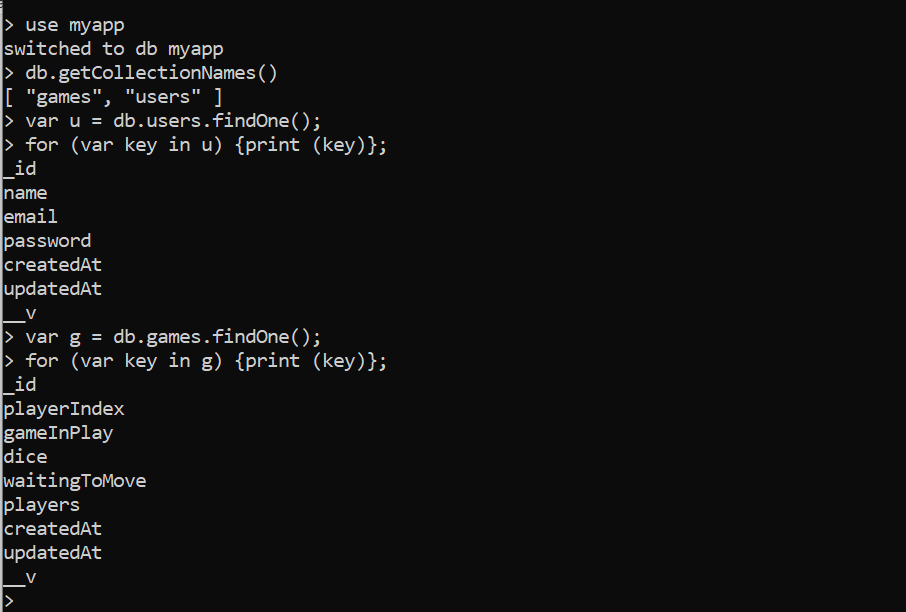 > use myapp
switched to db myapp
> db.getCollectionNames()
[ "games", "users" ]
> var u = db.users.findOne();
> for (var key in u) {print (key)};
_id
name
email
password
createdAt
updatedAt
__v
> var g = db.games.findOne();
> for (var key in g) {print (key)};
_id
playerIndex
gameInPlay
dice
waitingToMove
players
createdAt
updatedAt
__v
>